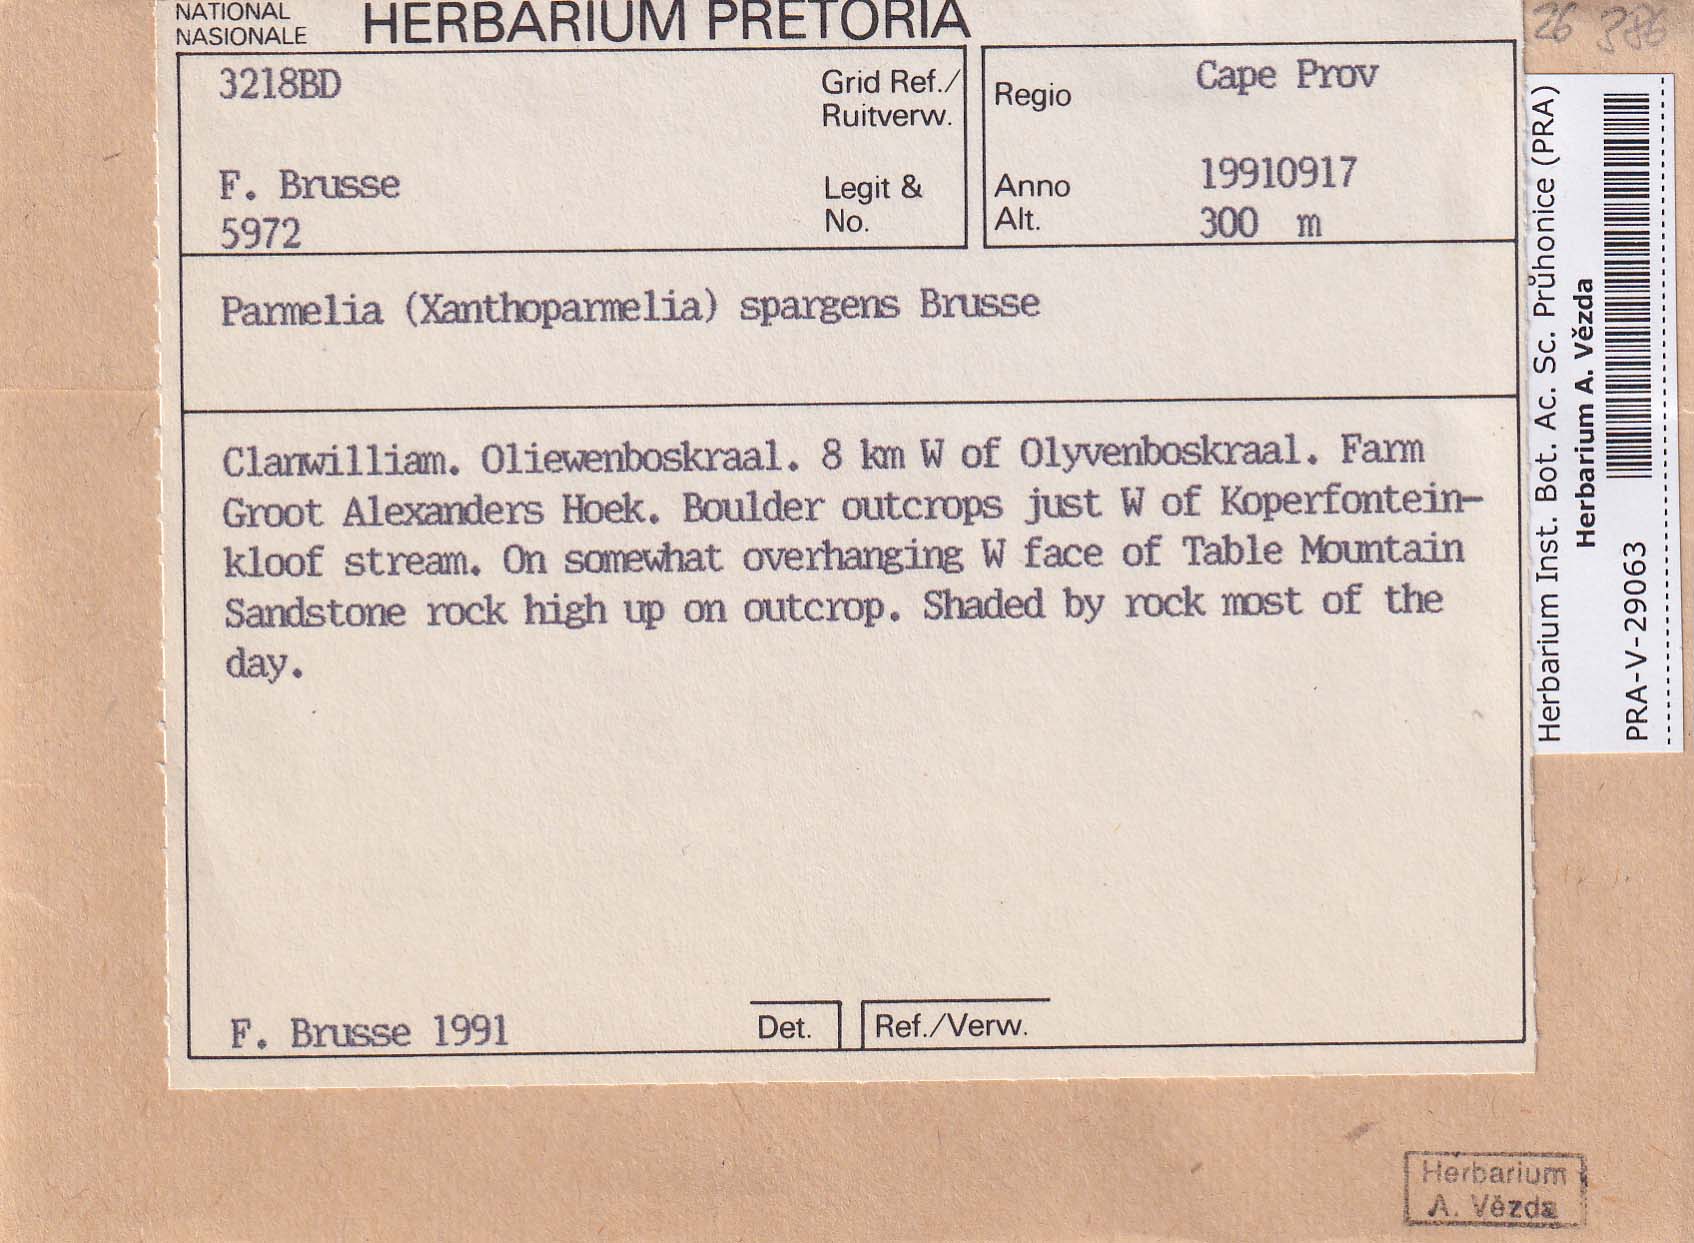 NATIONAL
NASIONALE
HERBARIUM PRETORIA
26 386
3218BD
Grid Ref./
Ruitverw.
Regio
Cape Prov
F. Brusse
5972
Legit &
No.
Anno
19910917
Alt.
300 m
Parmelia (Xanthoparmelia) spargens Brusse
Clanwilliam. Oliewenboskraal. 8 km W of Olyvenboskraal. Farm
Groot Alexanders Hoek. Boulder outcrops just W of Koperfontein-
kloof stream. On somewhat overhanging W face of Table Mountain
Sandstone rock high up on outcrop. Shaded by rock most of the
day.
F. Brusse 1991
Det.
Ref./Verw.
Herbarium Inst. Bot. Ac. Sc. Průhonice (PRA)
Herbarium A. Vězda
PRA-V-29063
Herbarium
A. Vězda